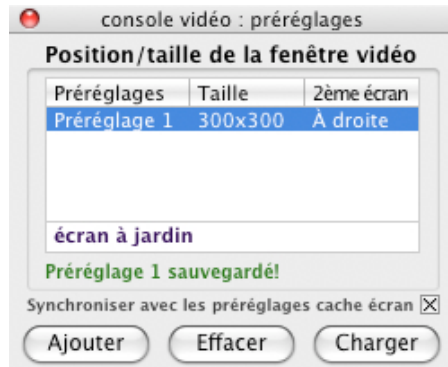 console vidéo : préréglages
Position/taille de la fenêtre vidéo
Préréglages Taille 2ème écran
Préréglage 1 300x300 À droite
écran à jardin
Préréglage 1 sauvegardé!
Synchroniser avec les préréglages cache écran
Ajouter Effacer Charger